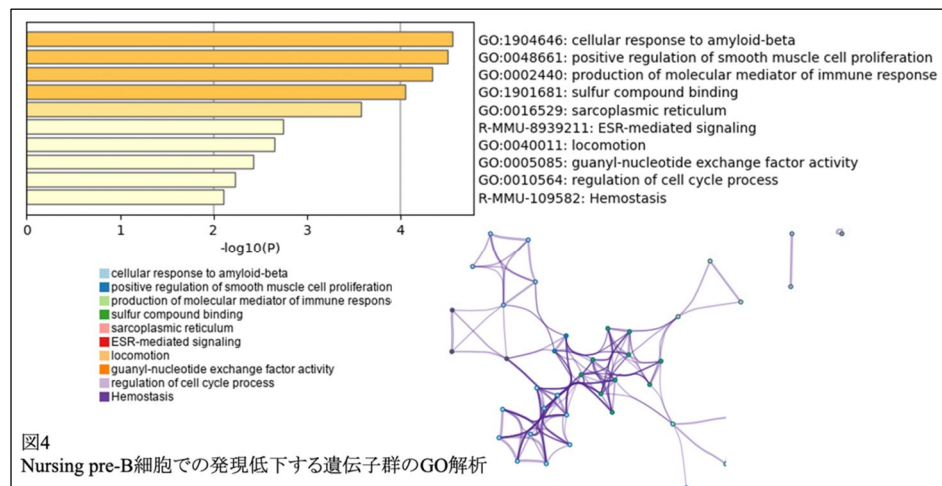 GO:1904646: cellular response to amyloid-beta
GO:0048661: positive regulation of smooth muscle cell proliferation
GO:0002440: production of molecular mediator of immune response
GO:1901681: sulfur compound binding
GO:0016529: sarcoplasmic reticulum
R-MMU-8939211: ESR-mediated signaling
GO:0040011: locomotion
GO:0005085: guanyl-nucleotide exchange factor activity
GO:0010564: regulation of cell cycle process
R-MMU-109582: Hemostasis
0 1 2 3 4
-log10(P)
cellular response to amyloid-beta
positive regulation of smooth muscle cell proliferation
production of molecular mediator of immune respons
sulfur compound binding
sarcoplasmic reticulum
ESR-mediated signaling
locomotion
guanyl-nucleotide exchange factor activity
regulation of cell cycle process
Hemostasis
図4
Nursing pre-B細胞での発現低下する遺伝子群のGO解析